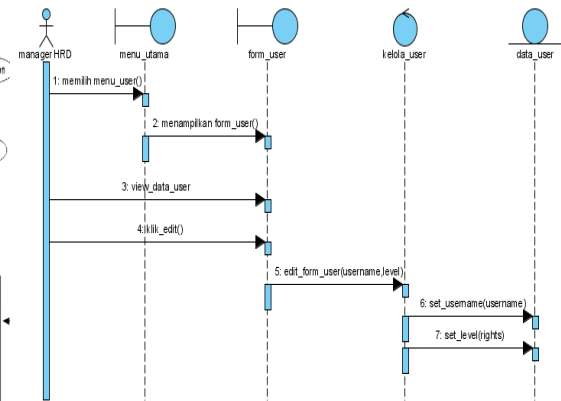 manager HRD
menu_utama
form_user
kelola_user
data_user
1: memilih menu_user()
2: menampilkan form_user()
3: view_data_user
4:klik_edit()
5: edit_form_user(username,level)
6: set_username(username)
7: set_level(rights)